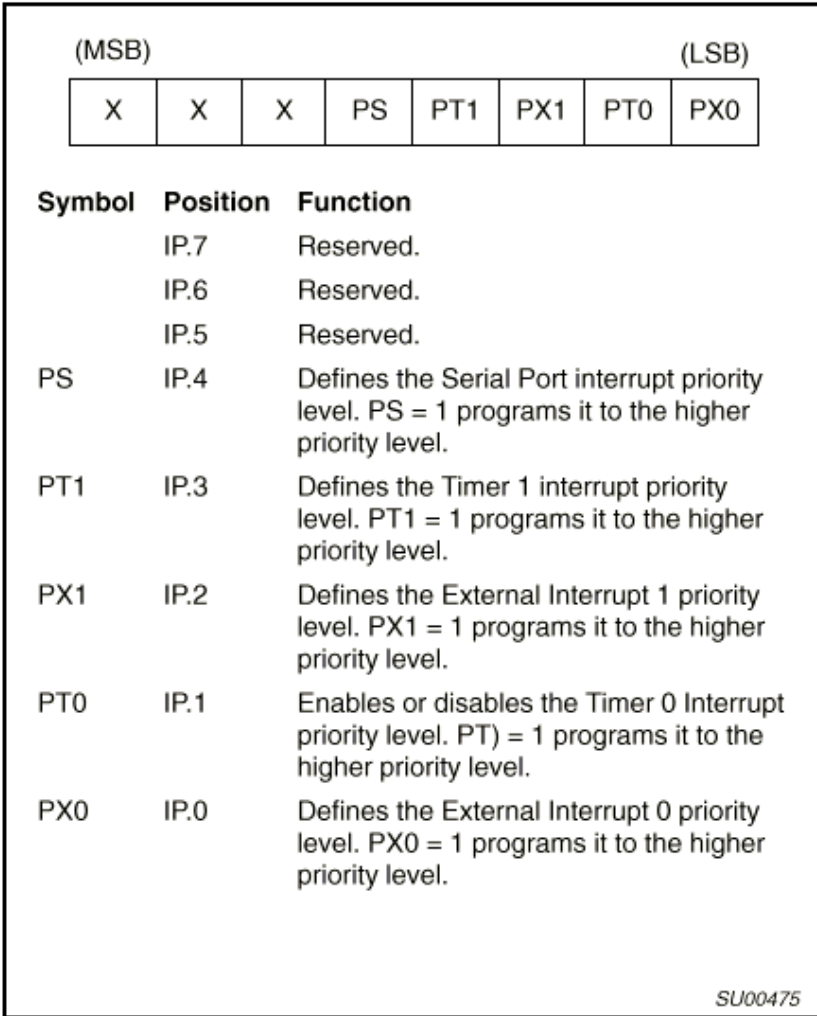 (MSB) (LSB)
X X X PS PT1 PX1 PT0 PX0
Symbol Position Function
IP.7 Reserved.
IP.6 Reserved.
IP.5 Reserved.
PS IP.4 Defines the Serial Port interrupt priority
level. PS = 1 programs it to the higher
priority level.
PT1 IP.3 Defines the Timer 1 interrupt priority
level. PT1 = 1 programs it to the higher
priority level.
PX1 IP.2 Defines the External Interrupt 1 priority
level. PX1 = 1 programs it to the higher
priority level.
PT0 IP.1 Enables or disables the Timer 0 Interrupt
priority level. PT) = 1 programs it to the
higher priority level.
PX0 IP.0 Defines the External Interrupt 0 priority
level. PX0 = 1 programs it to the higher
priority level.
SU00475